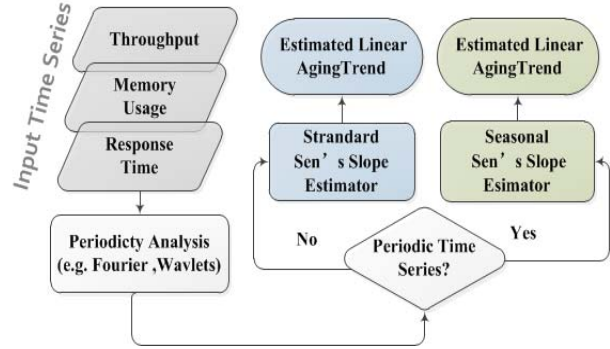 Input Time Series
Throughput
Memory
Usage
Response
Time
Periodicty Analysis
(e.g. Fourier ,Wavlets)
Periodic Time
Series?
No
Yes
Strandard
Sen's Slope
Estimator
Estimated Linear
AgingTrend
Seasonal
Sen's Slope
Esimator
Estimated Linear
AgingTrend